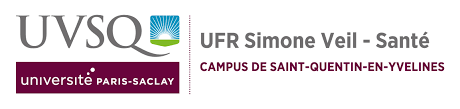 UVSQ
université PARIS-SACLAY
UFR Simone Veil - Santé
CAMPUS DE SAINT-QUENTIN-EN-YVELINES